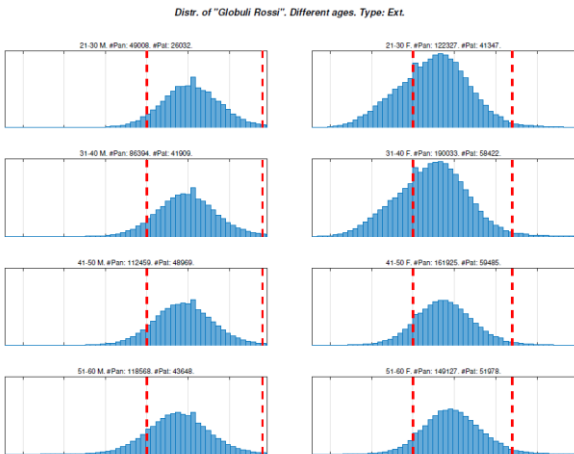 Distr. of "Globuli Rossi". Different ages. Type: Ext.
21-30 M. #Pan: 49008. #Pat: 26032.
21-30 F. #Pan: 122327. #Pat: 41347.
31-40 M. #Pan: 86394. #Pat: 41909.
31-40 F. #Pan: 190033. #Pat: 58422.
41-50 M. #Pan: 112459. #Pat: 48969.
41-50 F. #Pan: 161925. #Pat: 59485.
51-60 M. #Pan: 118568. #Pat: 43648.
51-60 F. #Pan: 149127. #Pat: 51978.